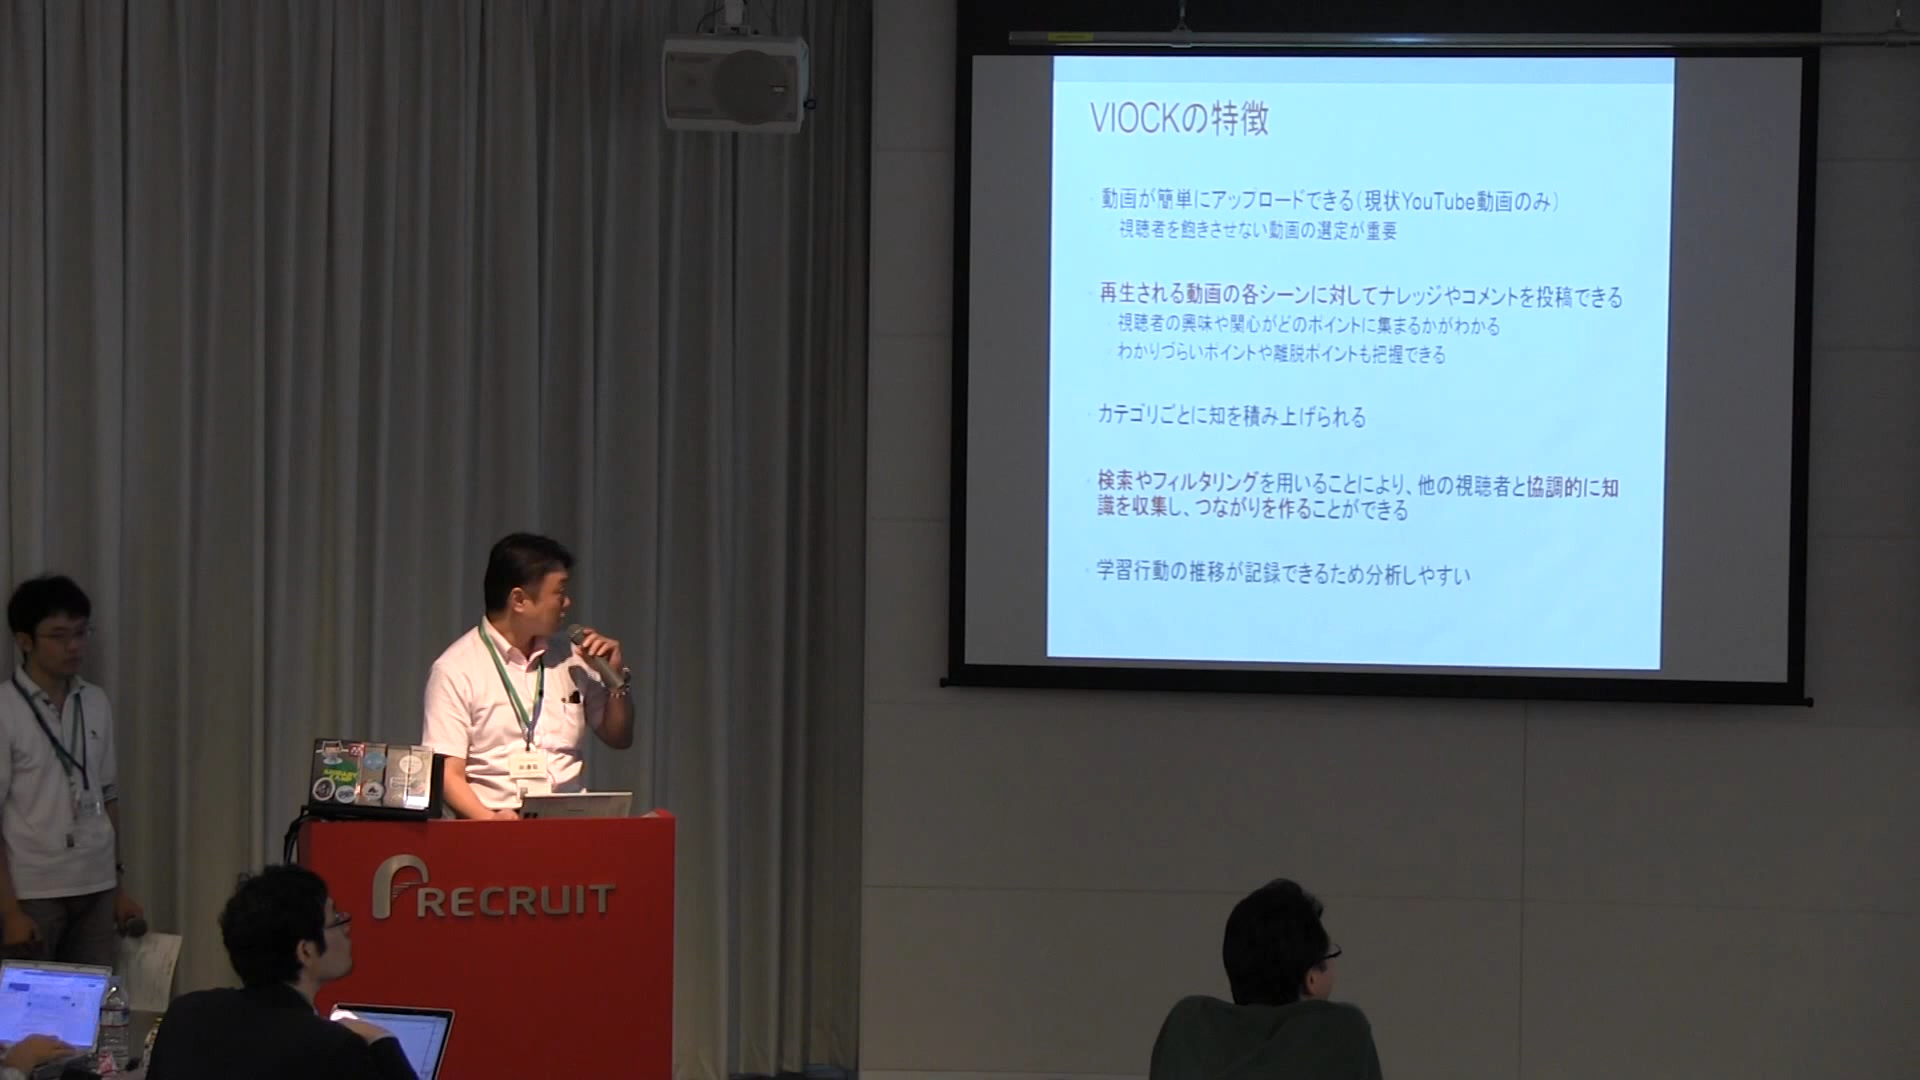 VIOCKの特徴
動画が簡単にアップロードできる(現状YouTube動画のみ)
視聴者を飽きさせない動画の選定が重要
再生される動画の各シーンに対してナレッジやコメントを投稿できる
視聴者の興味や関心がどのポイントに集まるかがわかる
わかりづらいポイントや離脱ポイントも把握できる
カテゴリごとに知を積み上げられる
検索やフィルタリングを用いることにより、他の視聴者と協調的に知
識を収集し、つながりを作ることができる
学習行動の推移が記録できるため分析しやすい
RECRUIT